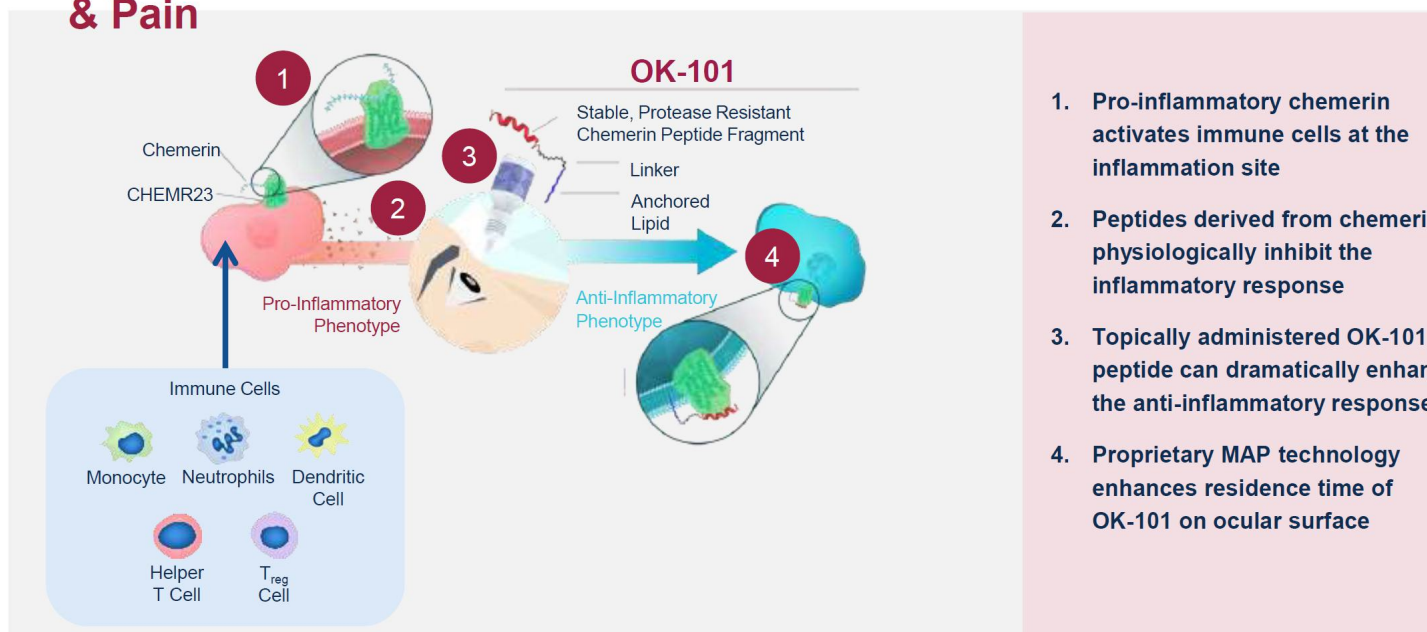 & Pain
1
OK-101
Stable, Protease Resistant
Chemerin Peptide Fragment
3
Linker
Chemerin
CHEMR23
2
Anchored
Lipid
4
Pro-Inflammatory
Phenotype
Anti-Inflammatory
Phenotype
Immune Cells
Monocyte
Neutrophils
Dendritic
Cell
Helper
T Cell
Treg
Cell
1. Pro-inflammatory chemerin
activates immune cells at the
inflammation site
2. Peptides derived from
physiologically inhibit the
inflammatory response
3. Topically administered OK-101
peptide can dramatically
the anti-inflammatory response
4. Proprietary MAP technology
enhances residence time of
OK-101 on ocular surface